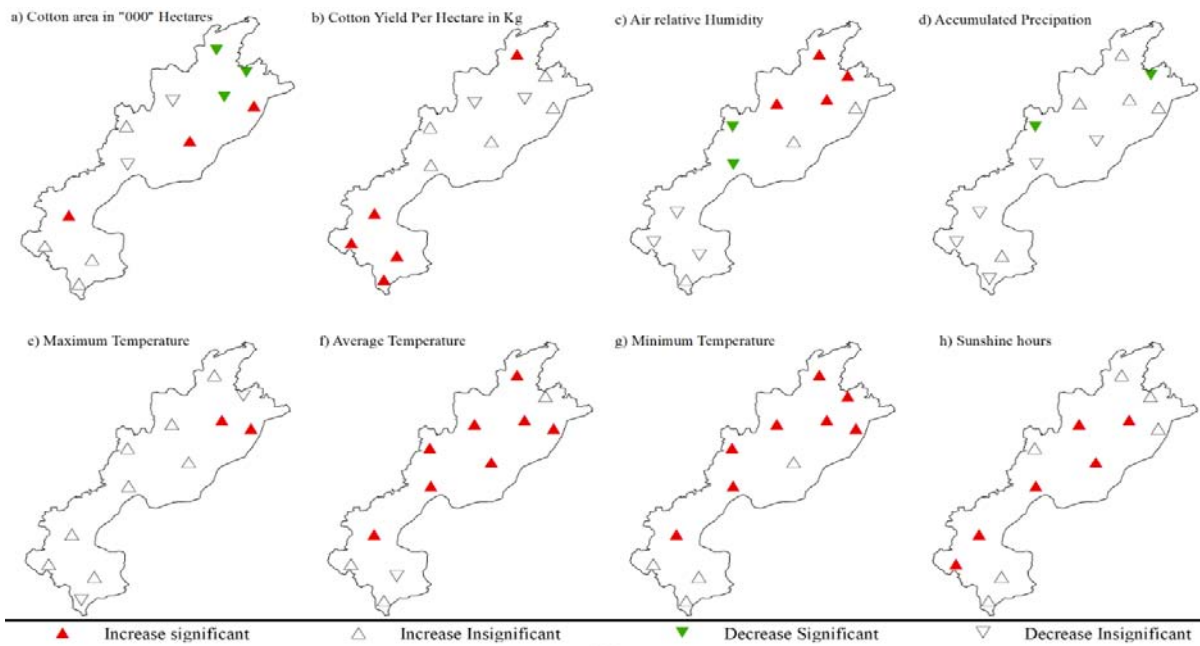 a) Cotton area in "000" Hectares
b) Cotton Yield Per Hectare in Kg
c) Air relative Humidity
d) Accumulated Precipation
e) Maximum Temperature
f) Average Temperature
g) Minimum Temperature
h) Sunshine hours
Increase significant
Increase Insignificant
Decrease Significant
Decrease Insignificant